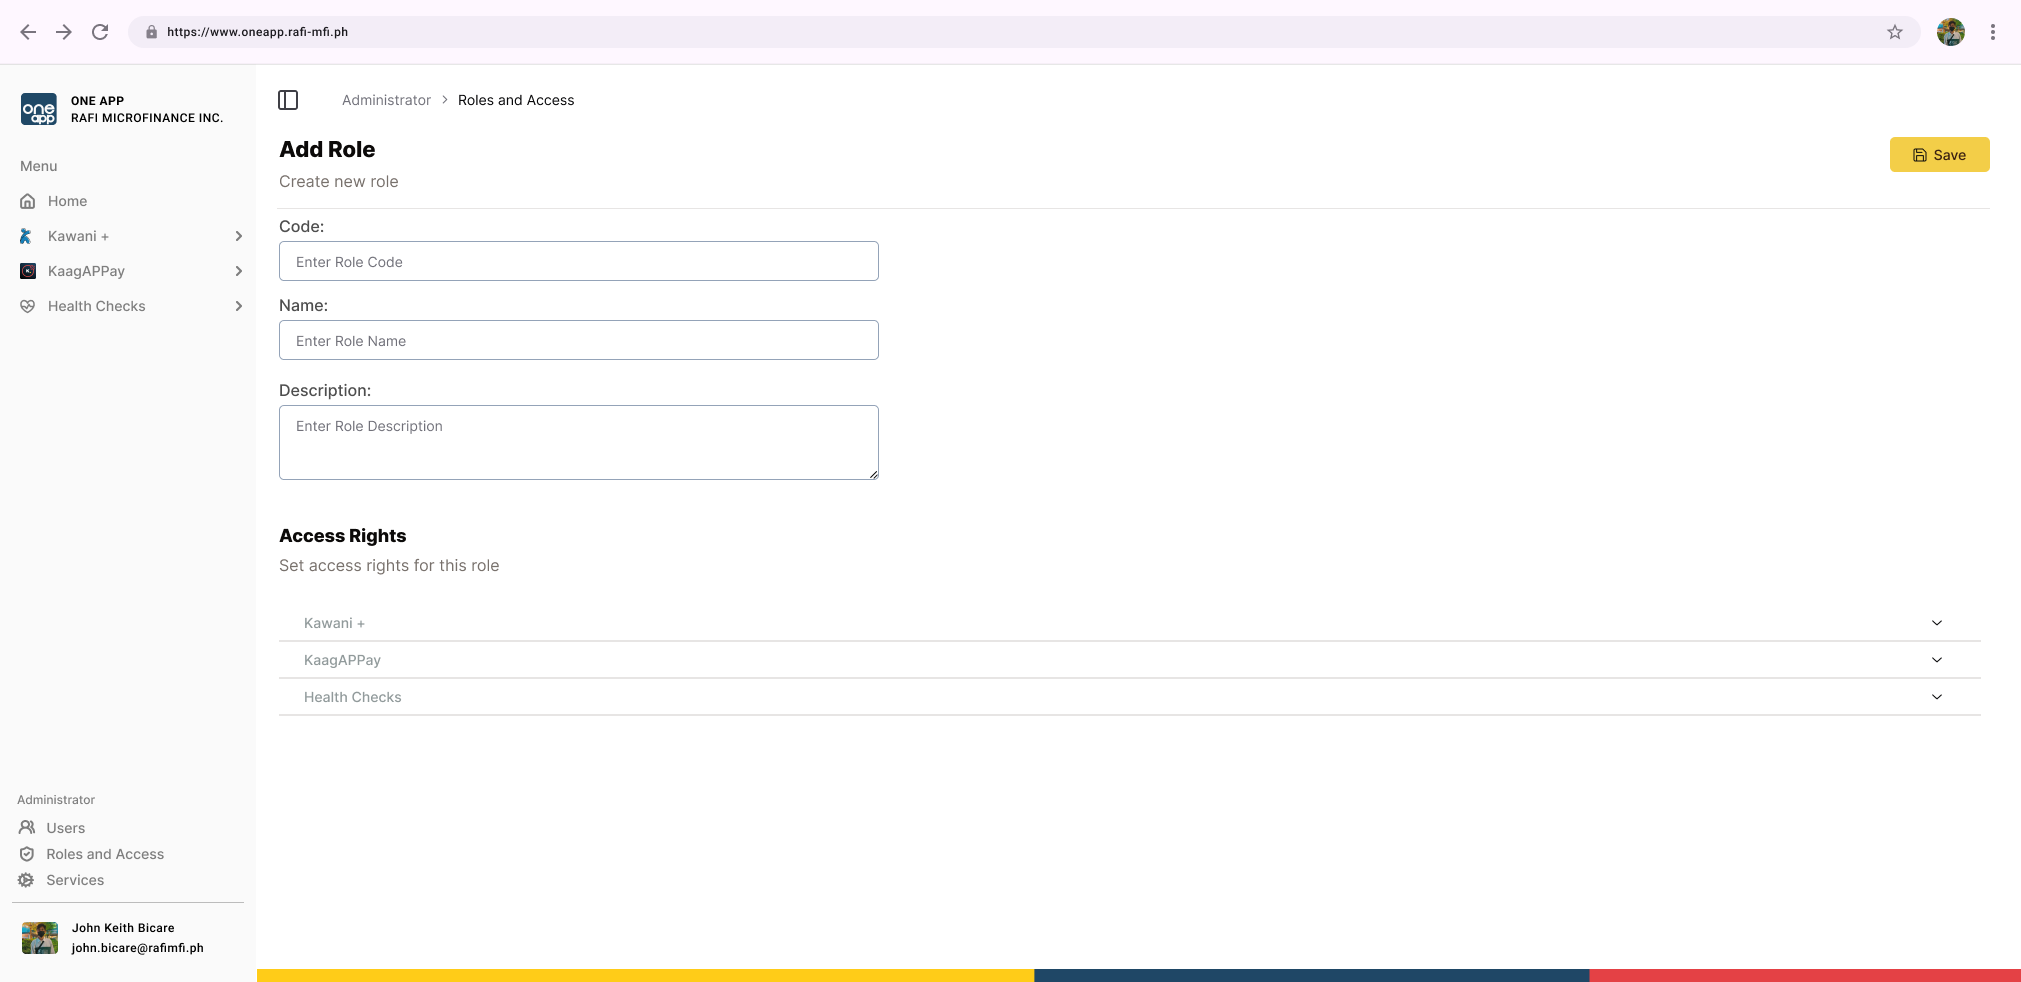 https://www.oneapp.rafi-mfi.ph
one app
ONE APP
RAFI MICROFINANCE INC.
Menu
Home
Kawani +
KaagAPPay
Health Checks
Administrator
Users
Roles and Access
Services
John Keith Bicare
john.bicare@rafimfi.ph
Administrator > Roles and Access
Add Role
Create new role
Save
Code:
Enter Role Code
Name:
Enter Role Name
Description:
Enter Role Description
Access Rights
Set access rights for this role
Kawani +
KaagAPPay
Health Checks